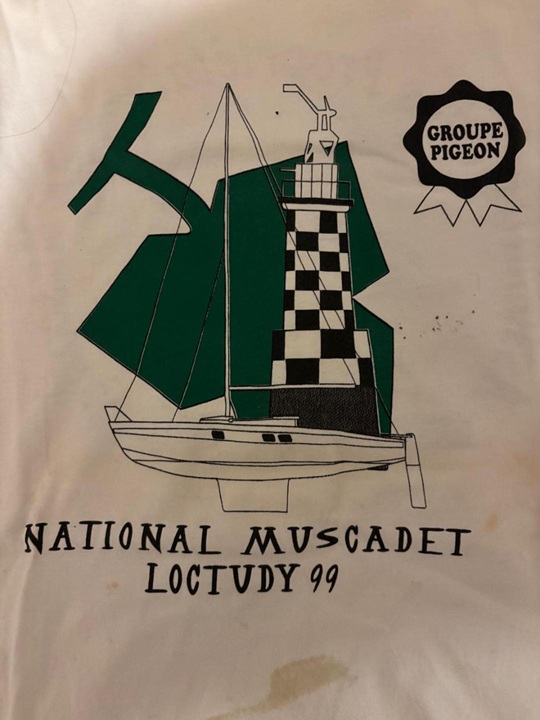 GROUPE
PIGEON
NATIONAL MUSCADET
LOCTUDY 99